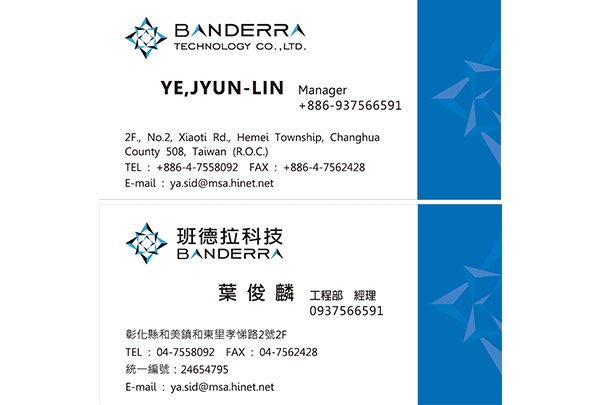 BANDERRA
TECHNOLOGY CO.,LTD.
YE,JYUN-LIN Manager
+886-937566591
2F., No.2, Xiaoti Rd., Hemei Township, Changhua
County 508, Taiwan (R.O.C.)
TEL : +886-4-7558092 FAX : +886-4-7562428
E-mail : ya.sid@msa.hinet.net
班德拉科技
BANDERRA
葉俊麟 工程部 經理
0937566591
彰化縣和美鎮和東里孝悌路2號2F
TEL : 04-7558092 FAX : 04-7562428
統一編號：24654795
E-mail : ya.sid@msa.hinet.net